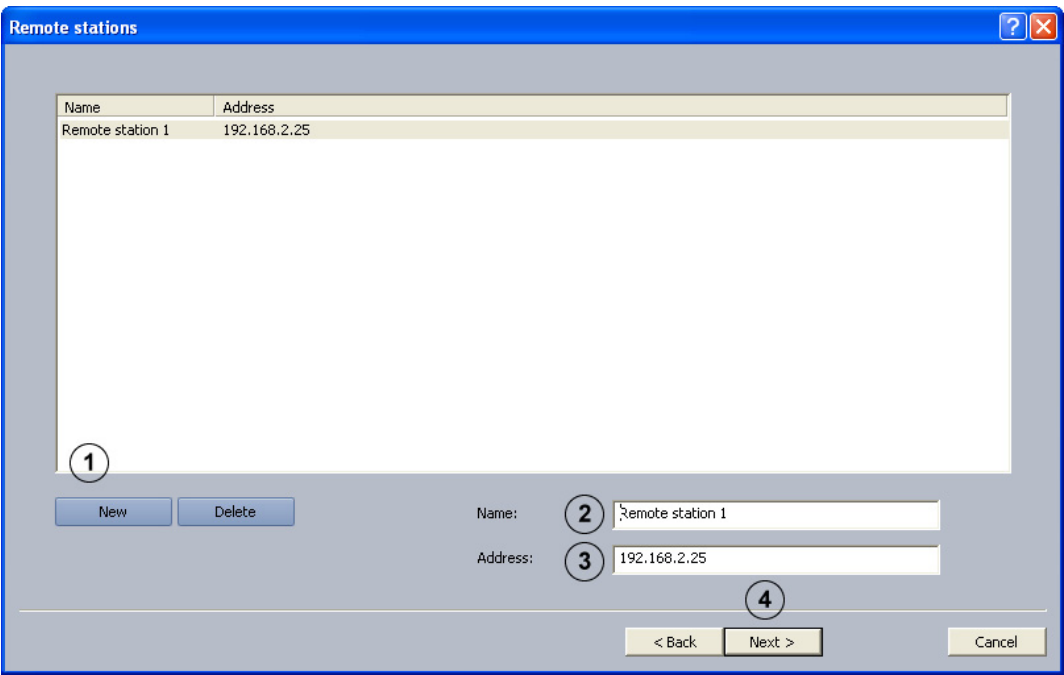 Remote stations
Name Address
Remote station 1 192.168.2.25
1
New Delete
Name: 2 Remote station 1
Address: 3 192.168.2.25
4
< Back Next > Cancel